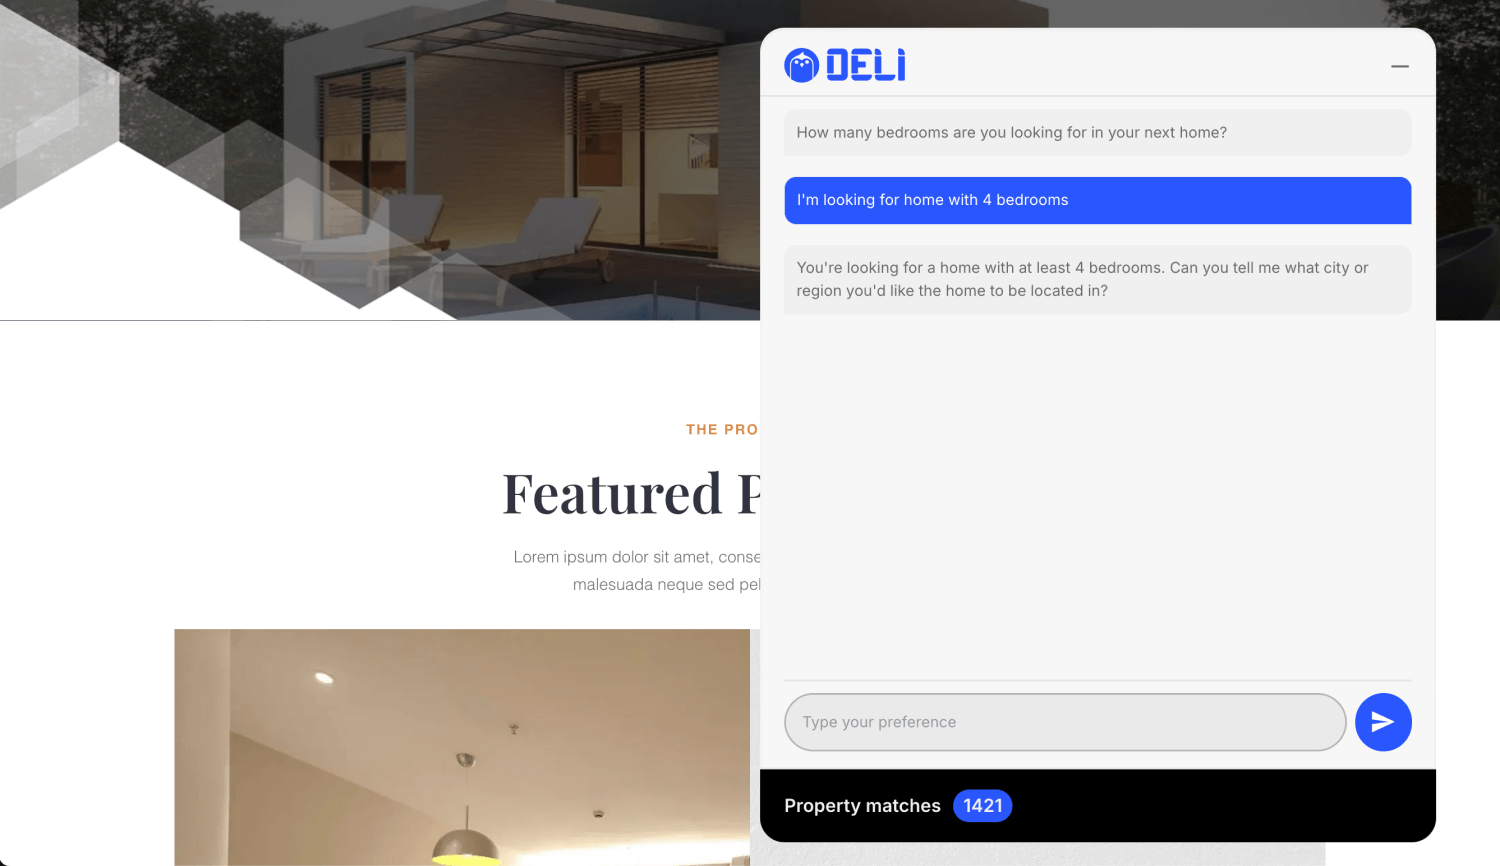 DELI
How many bedrooms are you looking for in your next home?
I'm looking for home with 4 bedrooms
You're looking for a home with at least 4 bedrooms. Can you tell me what city or
region you'd like the home to be located in?
Type your preference
Property matches 1421
THE PRO
Featured P
Lorem ipsum dolor sit amet, conse
malesuada neque sed pel